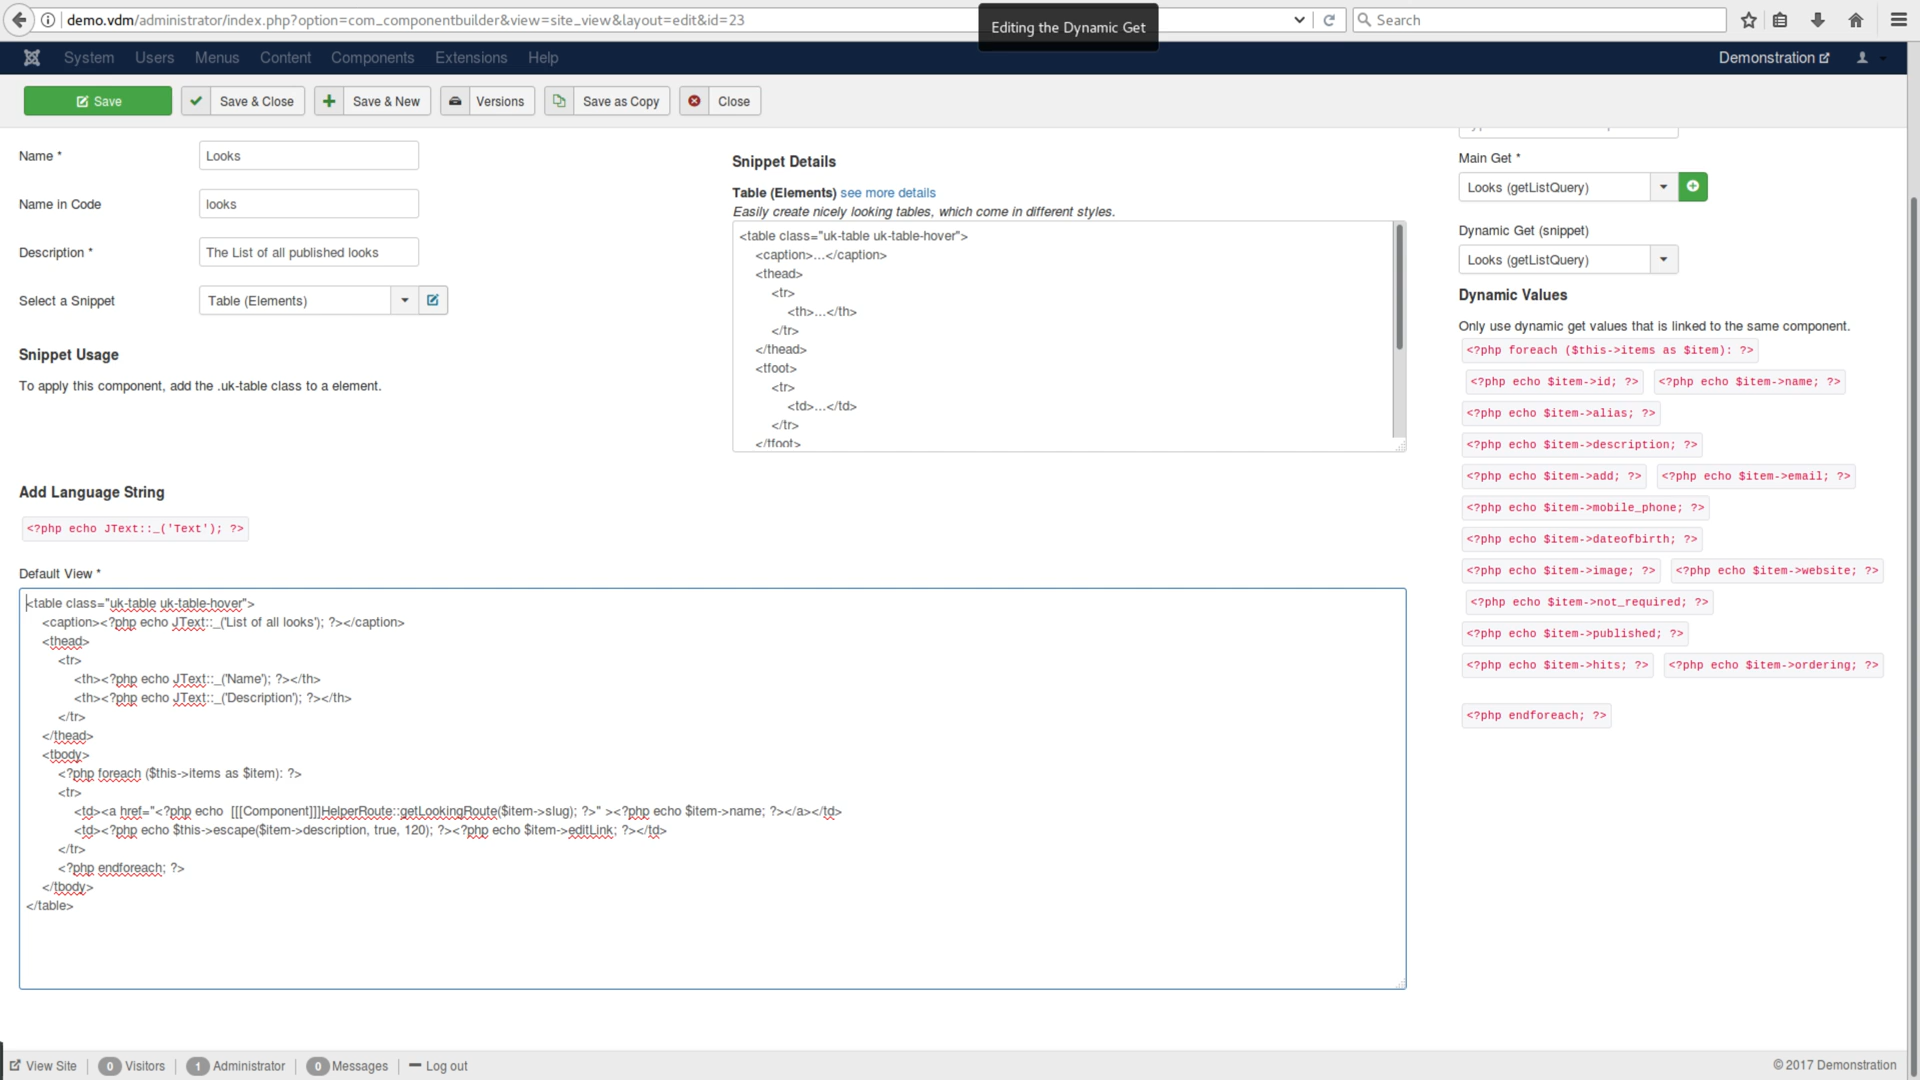 demo.vdm/administrator/index.php?option=com_componentbuilder&view=site_view&layout=edit&id=23
Editing the Dynamic Get
Search
System Users Menus Content Components Extensions Help
Demonstration
Save
Save & Close
Save & New
Versions
Save as Copy
Close
Name *
Looks
Name in Code
looks
Description *
The List of all published looks
Select a Snippet
Table (Elements)
Snippet Usage
To apply this component, add the .uk-table class to a element.
Snippet Details
Table (Elements) see more details
Easily create nicely looking tables, which come in different styles.
<table class="uk-table uk-table-hover">
<caption>...</caption>
<thead>
<tr>
<th>...</th>
</tr>
</thead>
<tfoot>
<tr>
<td>...</td>
</tr>
</tfoot>
Add Language String
<?php echo JText::_('Text'); ?>
Default View *
<table class="uk-table uk-table-hover">
<caption><?php echo JText::_('List of all looks'); ?></caption>
<thead>
<tr>
<th><?php echo JText::_('Name'); ?></th>
<th><?php echo JText::_('Description'); ?></th>
</tr>
</thead>
<tbody>
<?php foreach ($this->items as $item): ?>
<tr>
<td><a href="<?php echo  [[[Component]]]HelperRoute::getLookingRoute($item->slug); ?>" ><?php echo $item->name; ?></a></td>
<td><?php echo $this->escape($item->description, true, 120); ?><?php echo $item->editLink; ?></td>
</tr>
<?php endforeach; ?>
</tbody>
</table>
Main Get *
Looks (getListQuery)
Dynamic Get (snippet)
Looks (getListQuery)
Dynamic Values
Only use dynamic get values that is linked to the same component.
<?php foreach ($this->items as $item): ?>
<?php echo $item->id; ?> <?php echo $item->name; ?>
<?php echo $item->alias; ?>
<?php echo $item->description; ?>
<?php echo $item->add; ?> <?php echo $item->email; ?>
<?php echo $item->mobile_phone; ?>
<?php echo $item->dateofbirth; ?>
<?php echo $item->image; ?> <?php echo $item->website; ?>
<?php echo $item->not_required; ?>
<?php echo $item->published; ?>
<?php echo $item->hits; ?> <?php echo $item->ordering; ?>
<?php endforeach; ?>
View Site 0 Visitors 1 Administrator 0 Messages Log out
© 2017 Demonstration